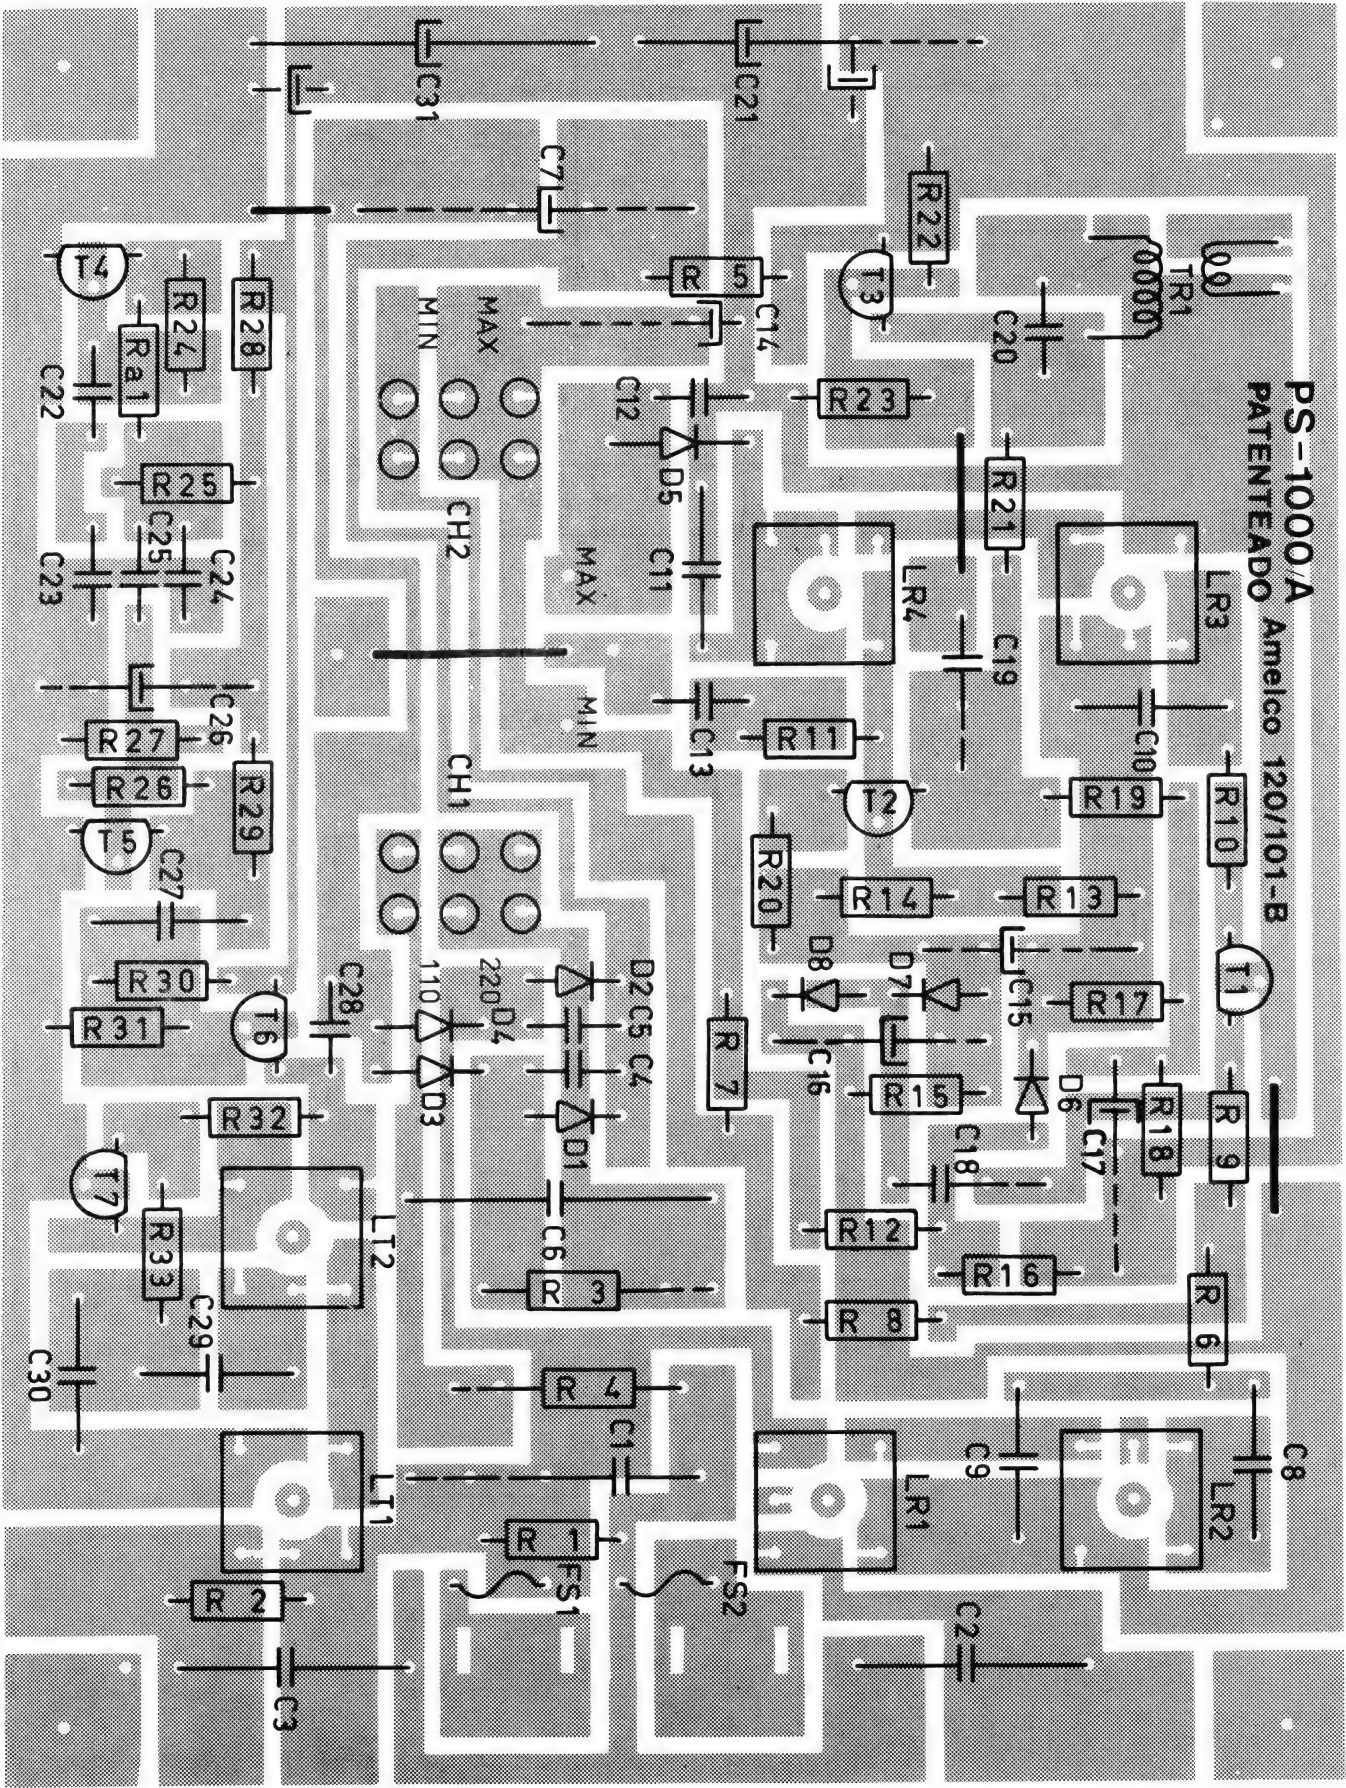 PS-1000/A
PATENTEADO Amelco 120/101-B
C31
C21
C7
R22
T4
R24
R28
Ra1
C22
MIN
MAX
R 5
C14
T3
C20
TR1
R23
C12
D5
R25
C23
C25
C24
CH2
MAX
C11
LR4
R21
LR3
C19
C26
R27
R26
R29
T5
C27
MIN
CH1
C13
R11
T2
C10
R19
R10
R20
R14
R13
R30
R31
T6
C28
110
220
D4
D3
D2
C5
C4
D1
R 7
D8
D7
C15
C16
R15
D6
R17
T1
R32
T7
R33
LT2
C6
R 3
C18
C17
R18
R 9
R12
R16
R 8
R 6
C29
C30
R 4
C1
LT1
LR1
C9
LR2
C8
R 1
FS1
FS2
R 2
C3
C2